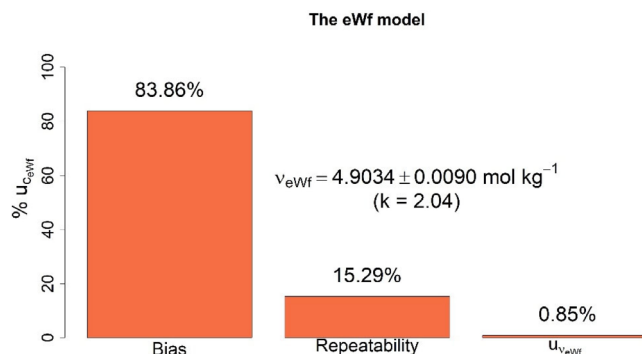 The eWf model
% u_c_eWf
100
80
60
40
20
0
83.86%
15.29%
0.85%
ν_eWf = 4.9034 ± 0.0090 mol kg⁻¹
(k = 2.04)
Bias
Repeatability
u_ν_eWf